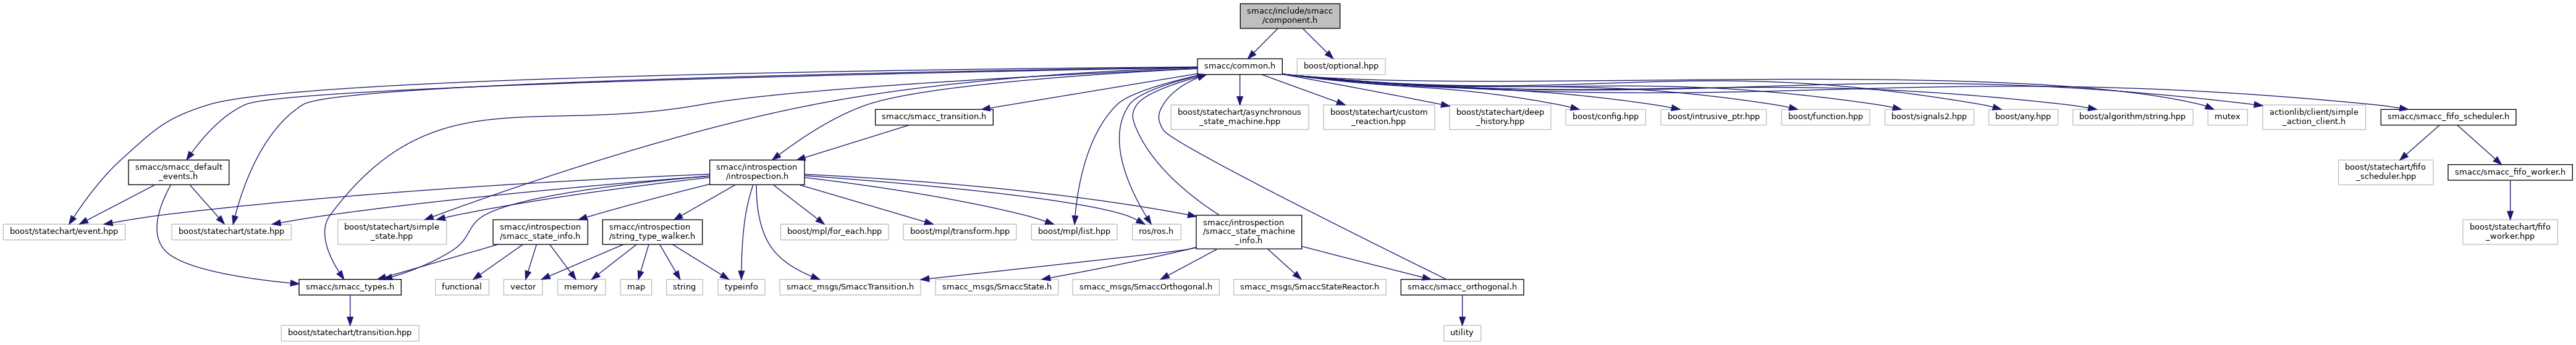 smacc/include/smacc
/component.h
smacc/common.h
boost/optional.hpp
smacc/smacc_transition.h
boost/statechart/asynchronous
_state_machine.hpp
boost/statechart/custom
_reaction.hpp
boost/statechart/deep
_history.hpp
boost/config.hpp
boost/intrusive_ptr.hpp
boost/function.hpp
boost/signals2.hpp
boost/any.hpp
boost/algorithm/string.hpp
mutex
actionlib/client/simple
_action_client.h
smacc/smacc_fifo_scheduler.h
smacc/smacc_default
_events.h
smacc/introspection
/introspection.h
boost/statechart/fifo
_scheduler.hpp
smacc/smacc_fifo_worker.h
boost/statechart/event.hpp
boost/statechart/state.hpp
boost/statechart/simple
_state.hpp
smacc/introspection
/smacc_state_info.h
smacc/introspection
/string_type_walker.h
boost/mpl/for_each.hpp
boost/mpl/transform.hpp
boost/mpl/list.hpp
ros/ros.h
smacc/introspection
/smacc_state_machine
_info.h
boost/statechart/fifo
_worker.hpp
smacc/smacc_types.h
functional
vector
memory
map
string
typeinfo
smacc_msgs/SmaccTransition.h
smacc_msgs/SmaccState.h
smacc_msgs/SmaccOrthogonal.h
smacc_msgs/SmaccStateReactor.h
smacc/smacc_orthogonal.h
boost/statechart/transition.hpp
utility